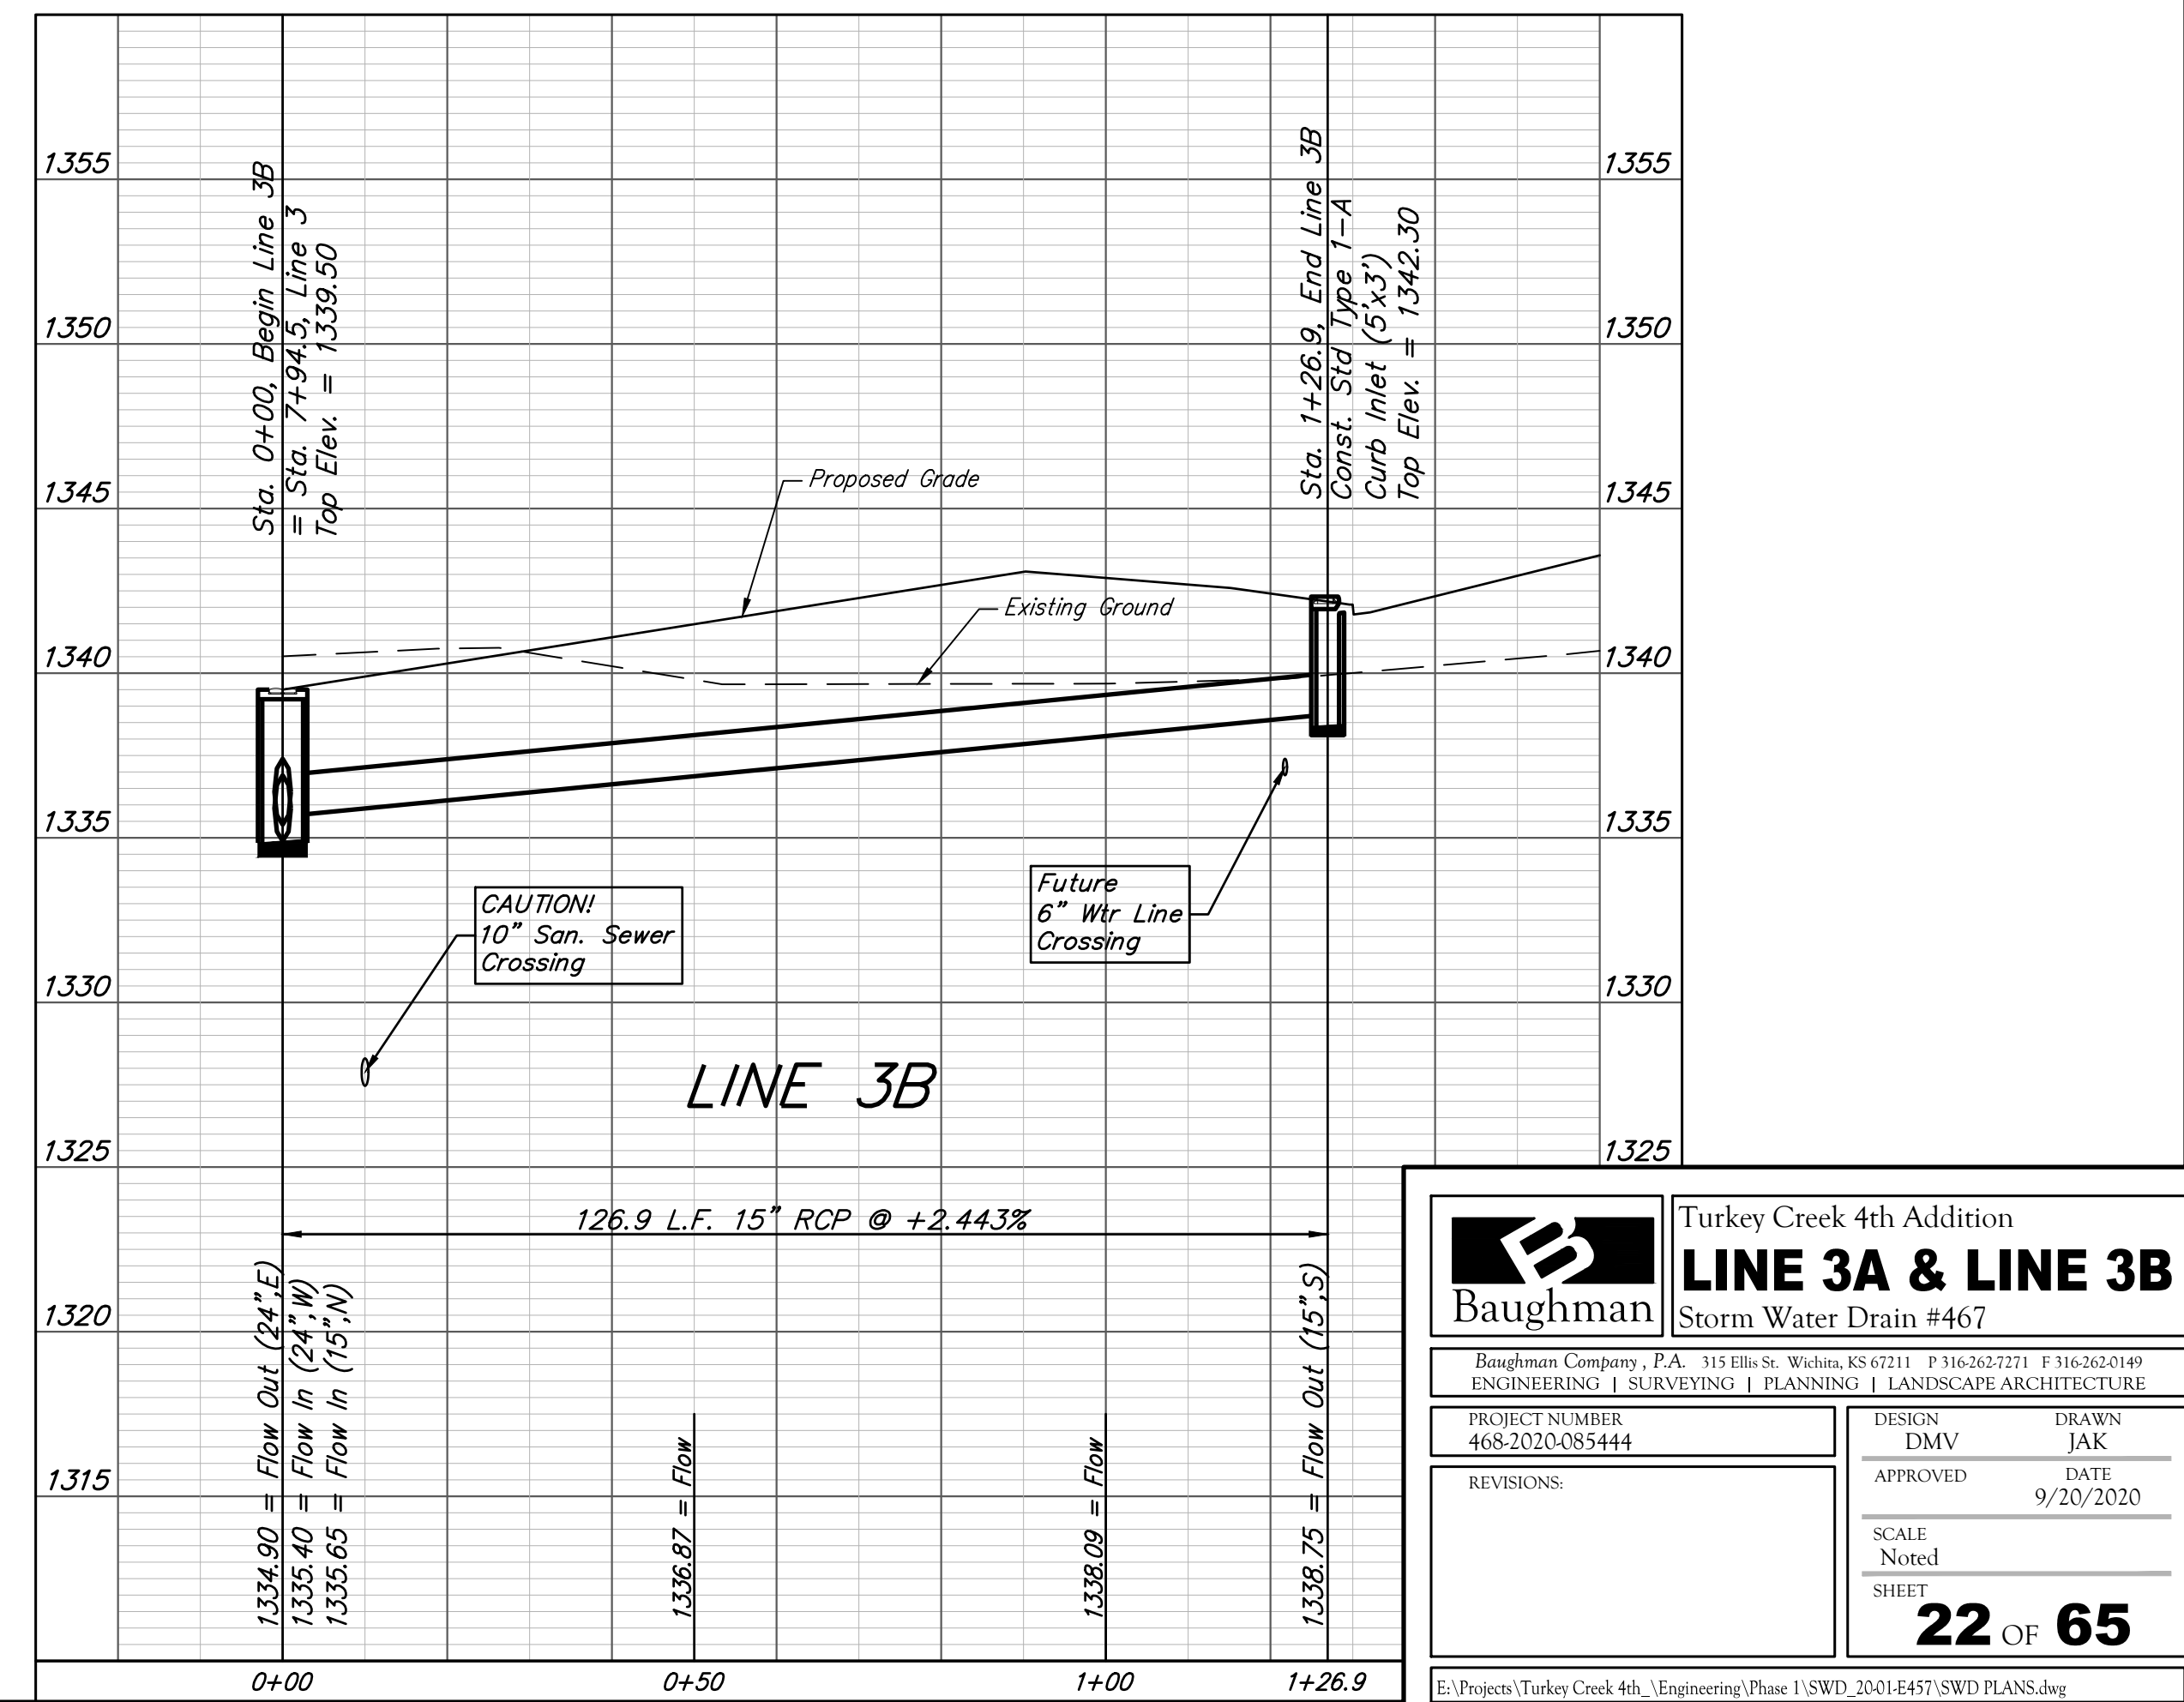 1355
1350
1345
1340
1335
1330
1325
1320
1315
1355
1350
1345
1340
1335
1330
1325
Sta. 0+00, Begin Line 3B
= Sta. 7+94.5, Line 3
Top Elev. = 1339.50
Sta. 1+26.9, End Line 3B
Const. Std Type 1-A
Curb Inlet (5'x3')
Top Elev. = 1342.30
Proposed Grade
Existing Ground
CAUTION!
10" San. Sewer
Crossing
Future
6" Wtr Line
Crossing
LINE 3B
126.9 L.F. 15" RCP @ +2.443%
1334.90 = Flow Out (24",E)
1335.40 = Flow In (24",W)
1335.65 = Flow In (15",N)
1336.87 = Flow
1338.09 = Flow
1338.75 = Flow Out (15",S)
0+00
0+50
1+00
1+26.9
B
Baughman
Turkey Creek 4th Addition
LINE 3A & LINE 3B
Storm Water Drain #467
Baughman Company , P.A. 315 Ellis St. Wichita, KS 67211 P 316-262-7271 F 316-262-0149
ENGINEERING | SURVEYING | PLANNING | LANDSCAPE ARCHITECTURE
PROJECT NUMBER
468-2020-085444
REVISIONS:
DESIGN
DMV
DRAWN
JAK
APPROVED
DATE
9/20/2020
SCALE
Noted
SHEET
22 OF 65
E:\Projects\Turkey Creek 4th_\Engineering\Phase 1\SWD_20-01-E457\SWD PLANS.dwg